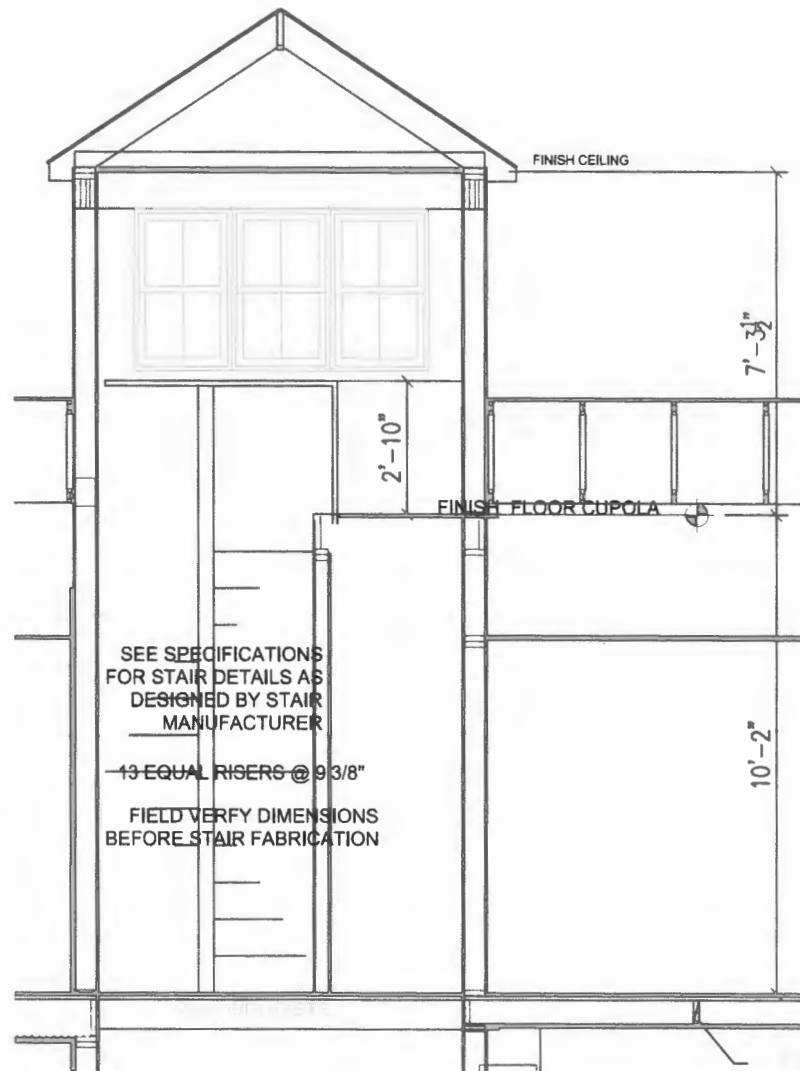 FINISH CEILING
7'-3½"
2'-10"
FINISH FLOOR CUPOLA
SEE SPECIFICATIONS
FOR STAIR DETAILS AS
DESIGNED BY STAIR
MANUFACTURER
13 EQUAL RISERS @ 9 3/8"
FIELD VERFY DIMENSIONS
BEFORE STAIR FABRICATION
10'-2"